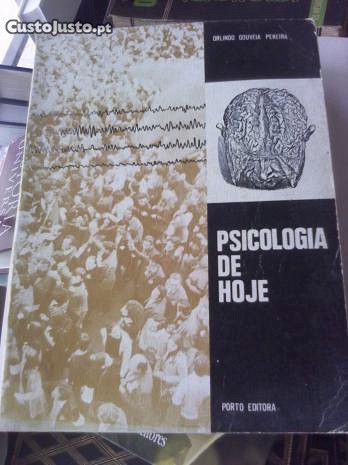 CustoJusto.pt
ORLINDO GOUVEIA PEREIRA
PSICOLOGIA
DE
HOJE
PORTO EDITORA